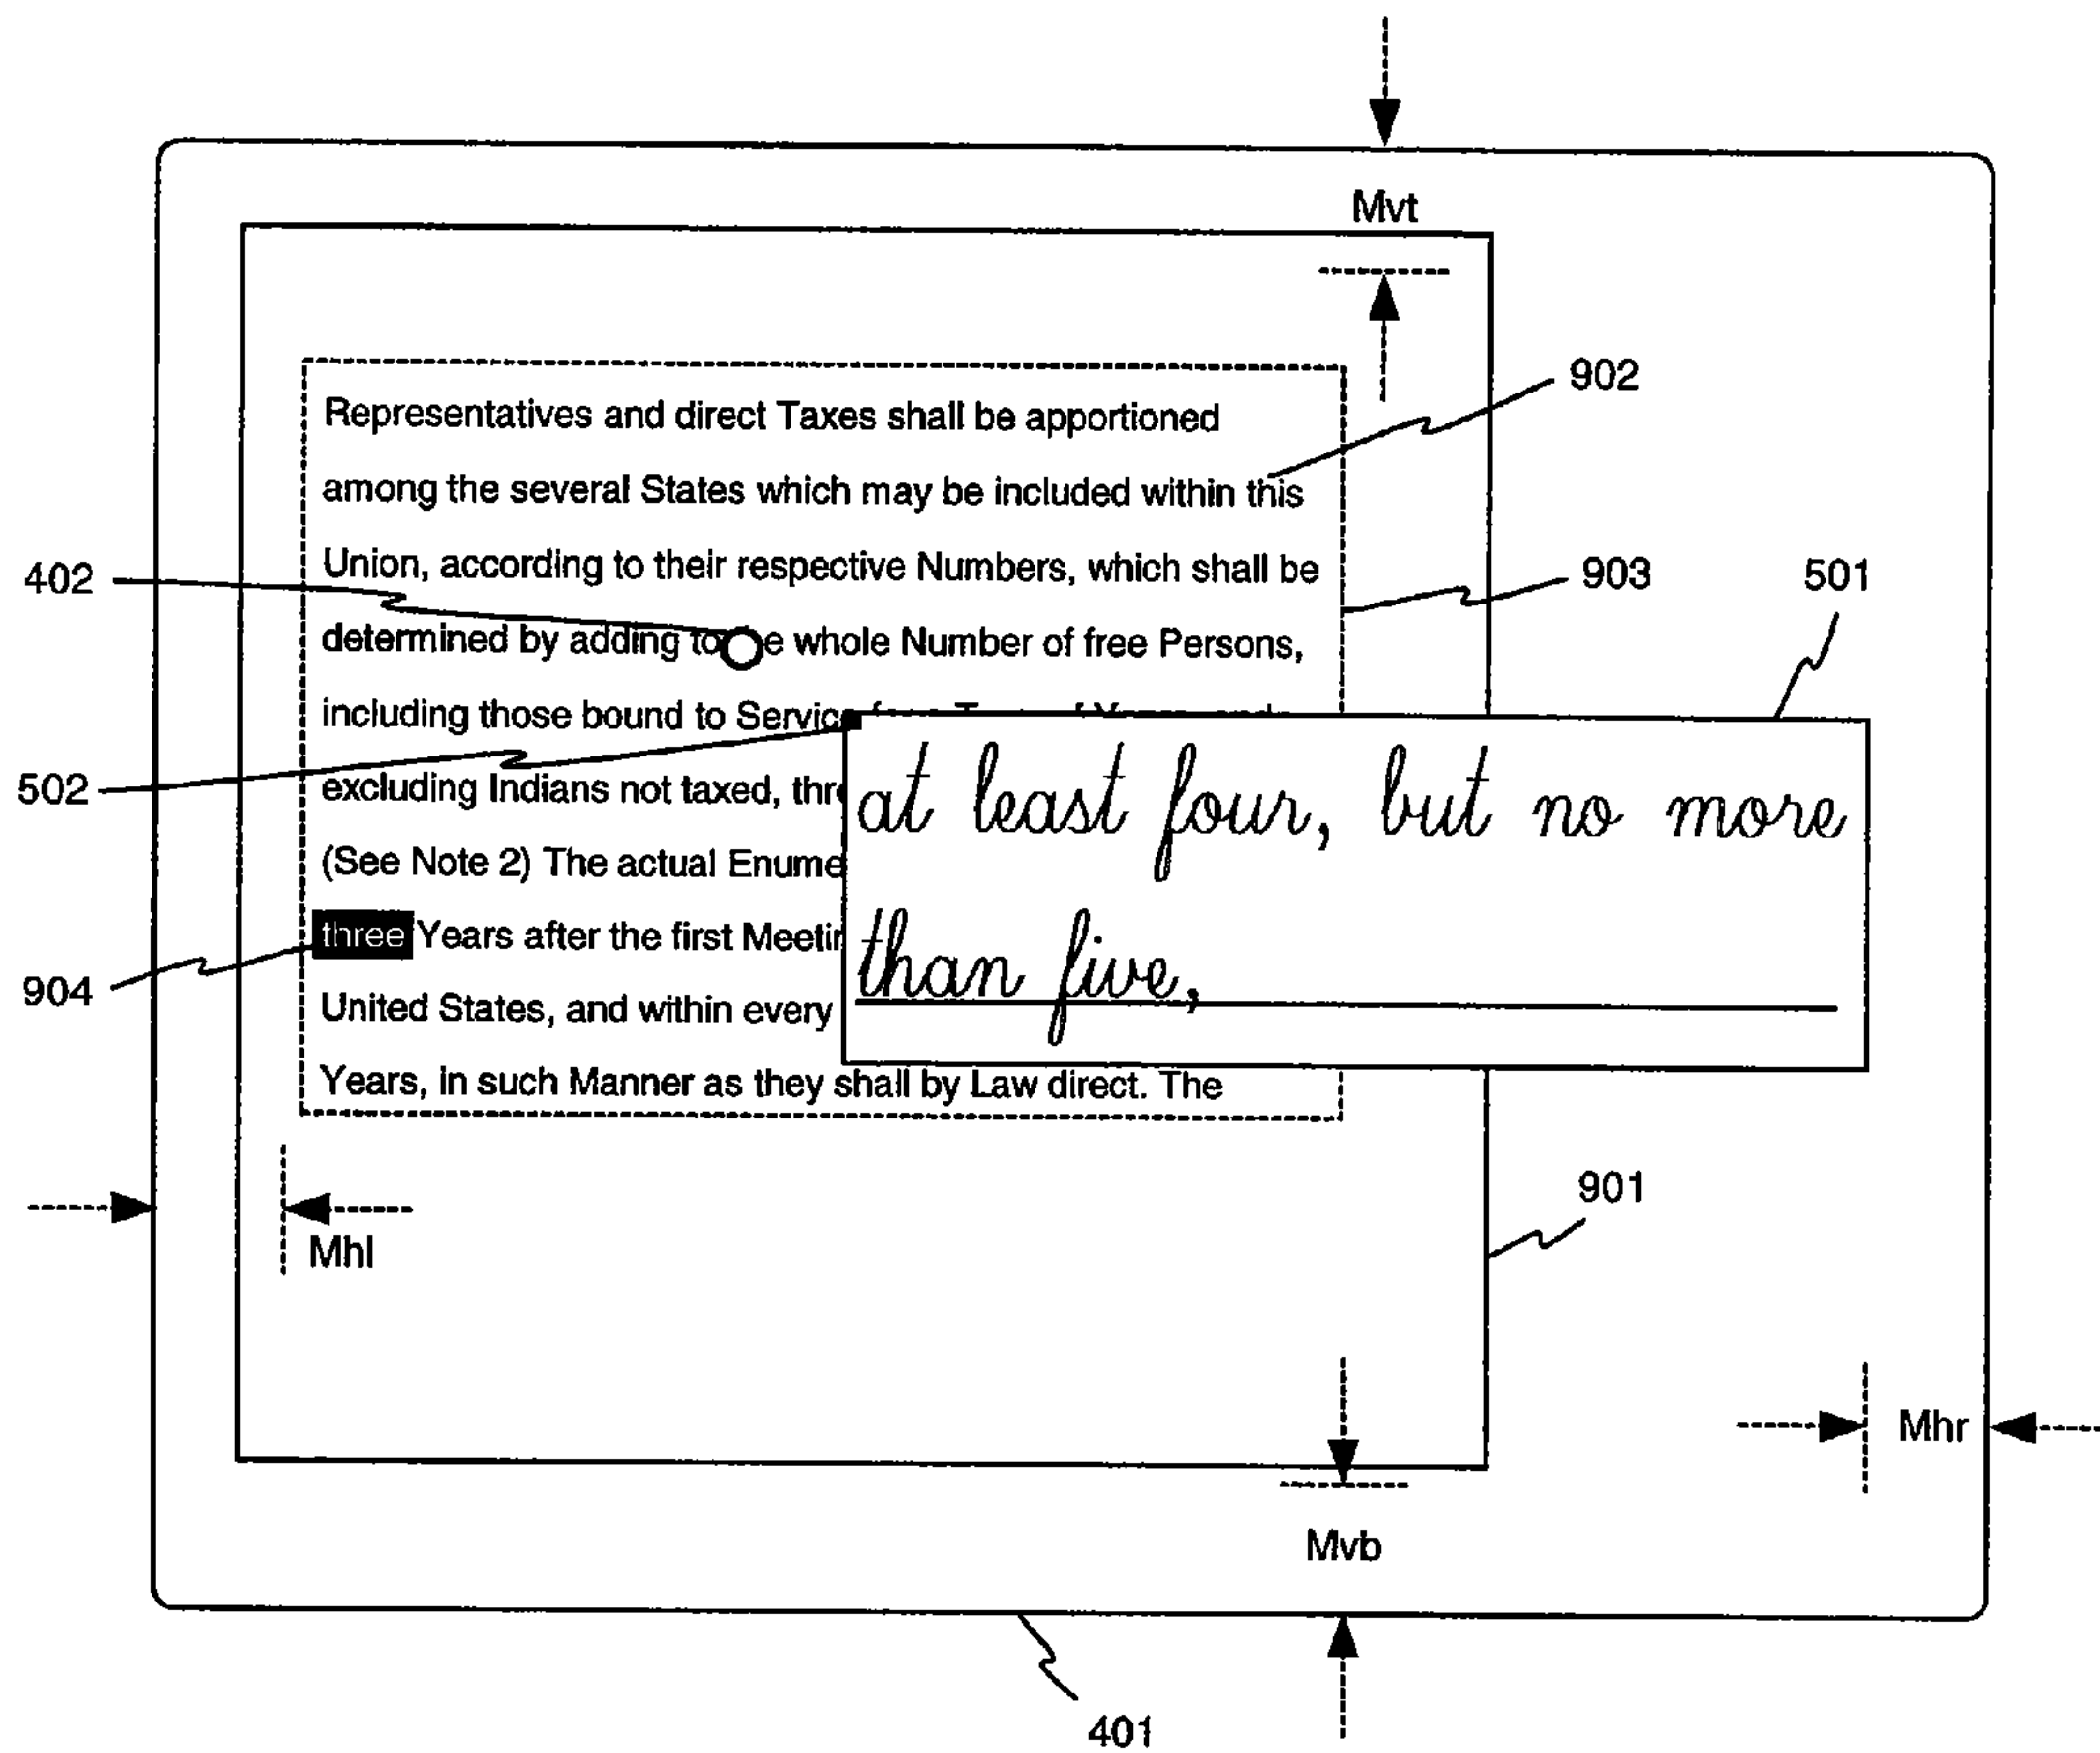 Mvt
902
Representatives and direct Taxes shall be apportioned
among the several States which may be included within this
Union, according to their respective Numbers, which shall be
903
501
402
determined by adding to e whole Number of free Persons,
including those bound to Service
502
excluding Indians not taxed, thr
at least four, but no more
(See Note 2) The actual Enume
three Years after the first Meetin
than five,
904
United States, and within every
Years, in such Manner as they shall by Law direct. The
901
Mhl
Mhr
Mvb
401